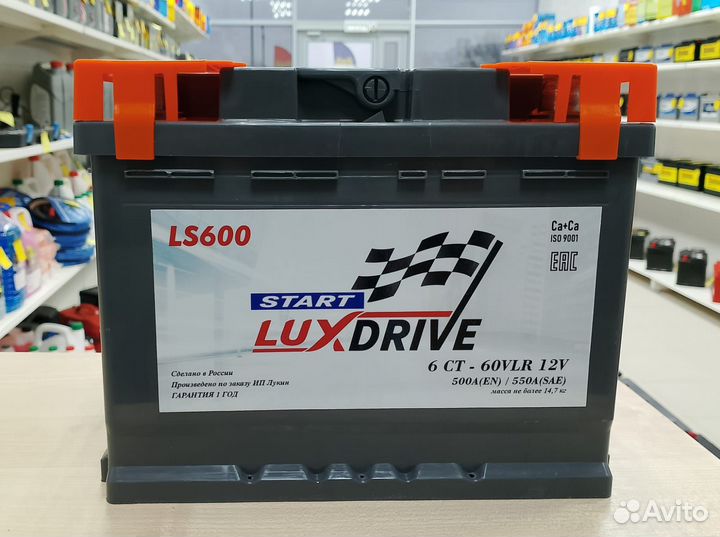 LS600
Ca+Ca
ISO 9001
EAC
START
LUXDRIVE
6 СТ - 60VLR 12V
500A(EN) / 550A(SAE)
масса не более 14,7 кг
Сделано в России
Произведено по заказу ИП Лукин
ГАРАНТИЯ 1 ГОД
Avito